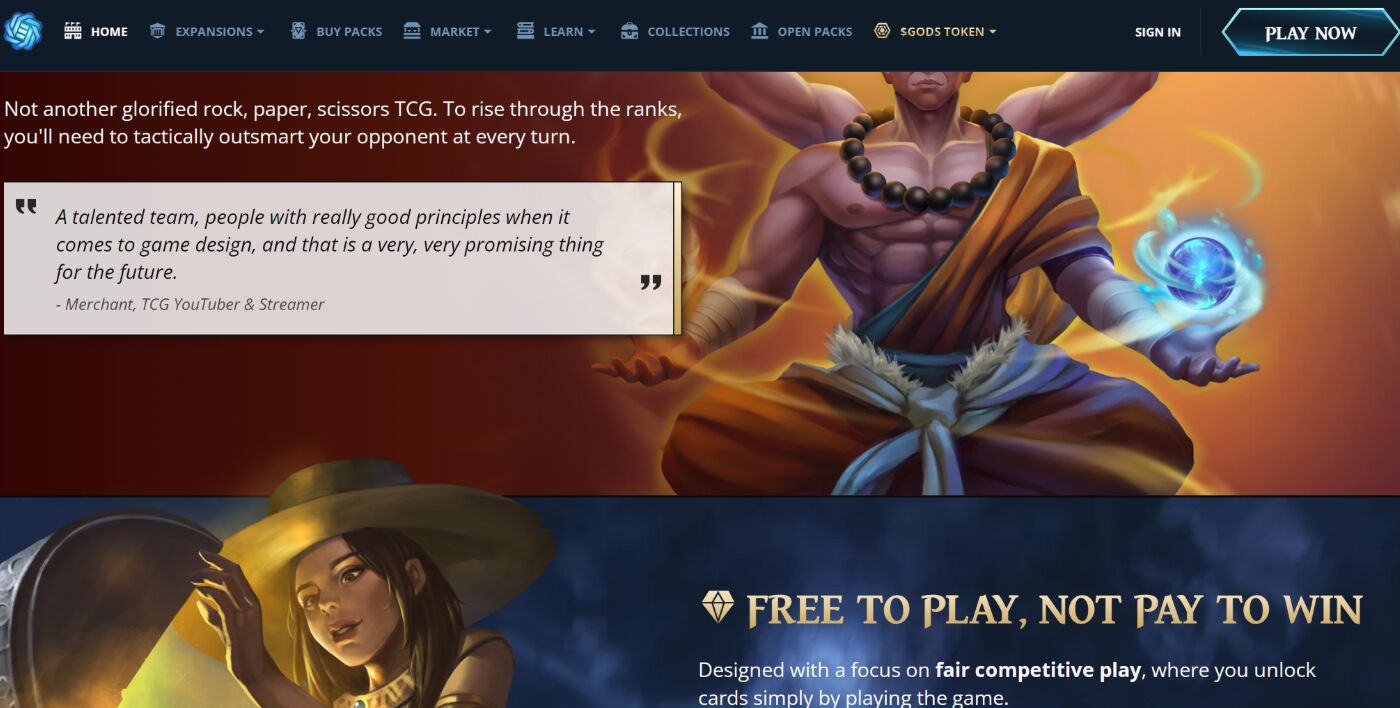 HOME EXPANSIONS BUY PACKS MARKET LEARN COLLECTIONS OPEN PACKS $GODS TOKEN SIGN IN PLAY NOW
Not another glorified rock, paper, scissors TCG. To rise through the ranks,
you'll need to tactically outsmart your opponent at every turn.
" A talented team, people with really good principles when it
comes to game design, and that is a very, very promising thing
for the future. "
- Merchant, TCG YouTuber & Streamer
FREE TO PLAY, NOT PAY TO WIN
Designed with a focus on fair competitive play, where you unlock
cards simply by playing the game.